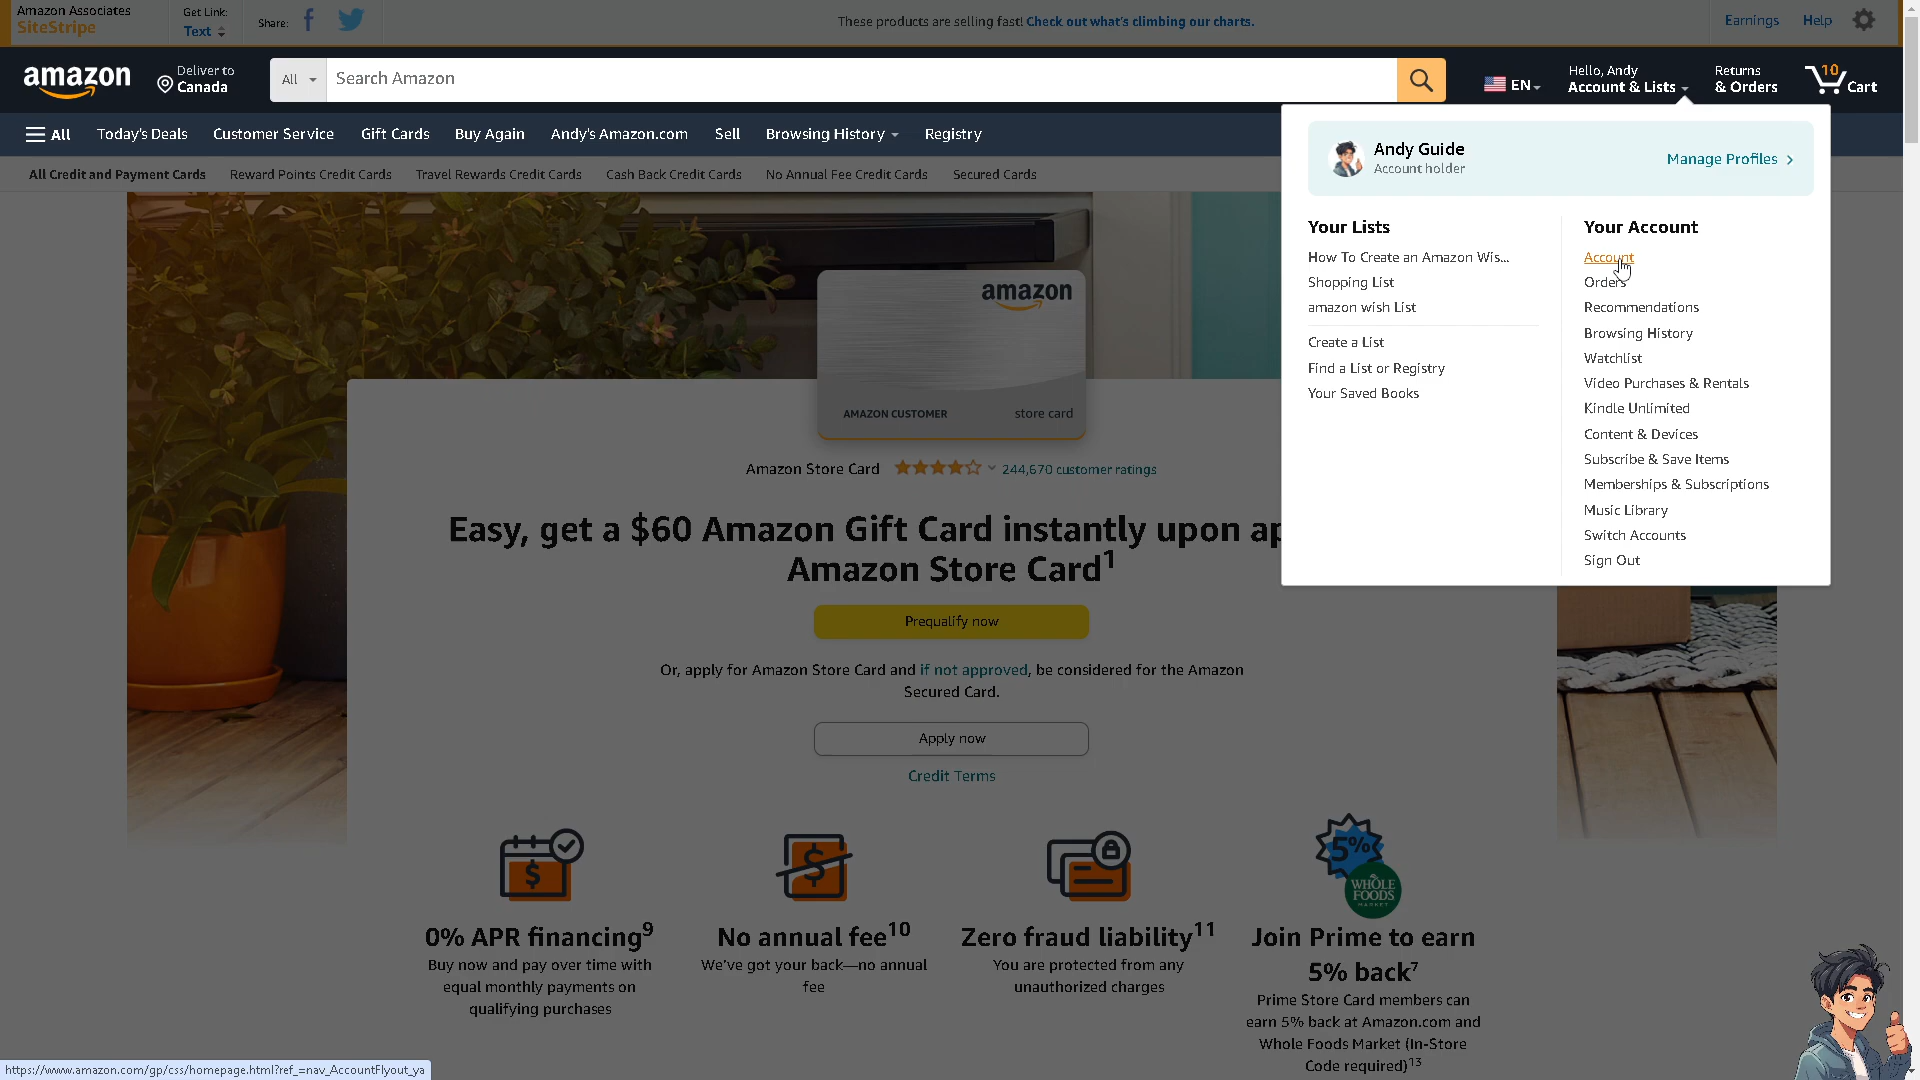 Amazon Associates
SiteStripe
Get Link:
Text
Share:
These products are selling fast! Check out what's climbing our charts.
Earnings
Help
amazon
Deliver to
Canada
All
Search Amazon
EN
Hello, Andy
Account & Lists
Returns
& Orders
10
Cart
All
Today's Deals
Customer Service
Gift Cards
Buy Again
Andy's Amazon.com
Sell
Browsing History
Registry
All Credit and Payment Cards
Reward Points Credit Cards
Travel Rewards Credit Cards
Cash Back Credit Cards
No Annual Fee Credit Cards
Secured Cards
Andy Guide
Account holder
Manage Profiles
Your Lists
How To Create an Amazon Wis...
Shopping List
amazon wish List
Create a List
Find a List or Registry
Your Saved Books
Your Account
Account
Orders
Recommendations
Browsing History
Watchlist
Video Purchases & Rentals
Kindle Unlimited
Content & Devices
Subscribe & Save Items
Memberships & Subscriptions
Music Library
Switch Accounts
Sign Out
amazon
AMAZON CUSTOMER
store card
Amazon Store Card
244,670 customer ratings
Easy, get a $60 Amazon Gift Card instantly upon ap
Amazon Store Card1
Prequalify now
Or, apply for Amazon Store Card and if not approved, be considered for the Amazon
Secured Card.
Apply now
Credit Terms
$
$
5%
WHOLE
FOODS
MARKET
0% APR financing9
Buy now and pay over time with
equal monthly payments on
qualifying purchases
No annual fee10
We've got your back—no annual
fee
Zero fraud liability11
You are protected from any
unauthorized charges
Join Prime to earn
5% back7
Prime Store Card members can
earn 5% back at Amazon.com and
Whole Foods Market (In-Store
Code required)13
https://www.amazon.com/gp/css/homepage.html?ref_=nav_AccountFlyout_ya